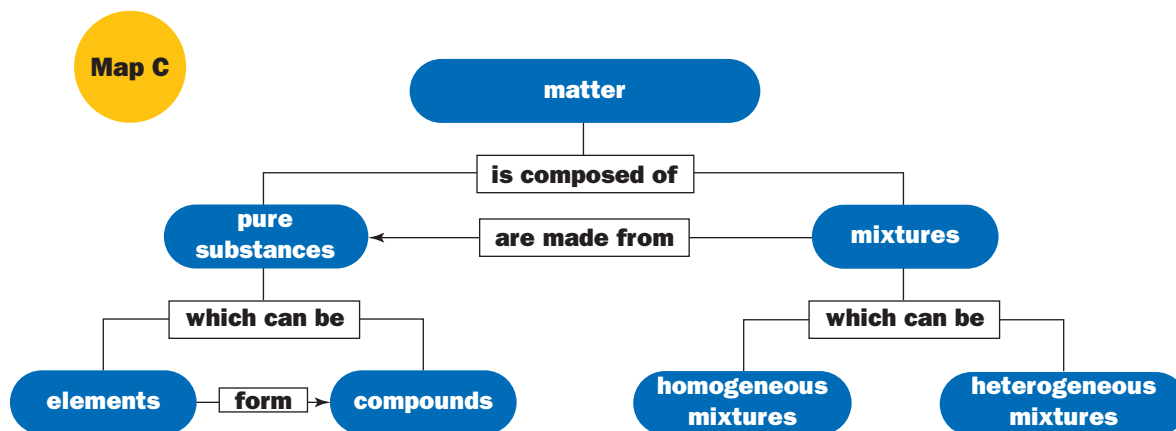 Map C
matter
is composed of
pure
substances
are made from
mixtures
which can be
which can be
elements
form
compounds
homogeneous
mixtures
heterogeneous
mixtures